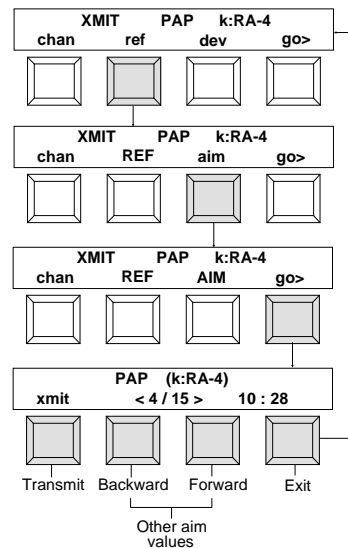 XMIT PAP k:RA-4
chan ref dev go>
XMIT PAP k:RA-4
chan REF aim go>
XMIT PAP k:RA-4
chan REF AIM go>
PAP (k:RA-4)
xmit < 4 / 15 > 10 : 28
Transmit Backward Forward Exit
Other aim
values